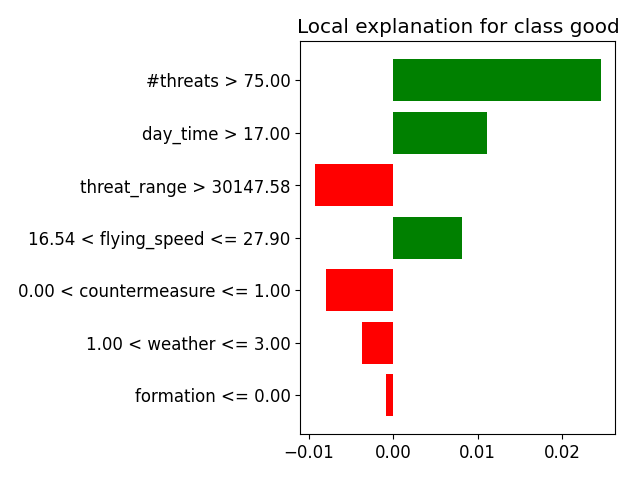 Local explanation for class good
#threats > 75.00
day_time > 17.00
threat_range > 30147.58
16.54 < flying_speed <= 27.90
0.00 < countermeasure <= 1.00
1.00 < weather <= 3.00
formation <= 0.00
−0.01 0.00 0.01 0.02